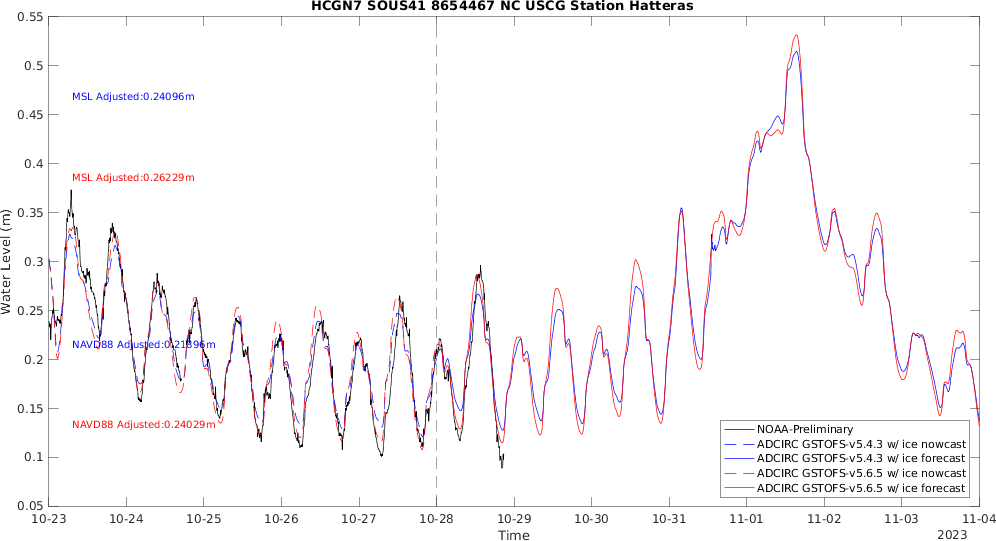 HCGN7 SOUS41 8654467 NC USCG Station Hatteras
Water Level (m)
0.55
0.5
0.45
0.4
0.35
0.3
0.25
0.2
0.15
0.1
0.05
MSL Adjusted:0.24096m
MSL Adjusted:0.26229m
NAVD88 Adjusted:0.21896m
NAVD88 Adjusted:0.24029m
NOAA-Preliminary
ADCIRC GSTOFS-v5.4.3 w/ ice nowcast
ADCIRC GSTOFS-v5.4.3 w/ ice forecast
ADCIRC GSTOFS-v5.6.5 w/ ice nowcast
ADCIRC GSTOFS-v5.6.5 w/ ice forecast
10-23 10-24 10-25 10-26 10-27 10-28 10-29 10-30 10-31 11-01 11-02 11-03 11-04
Time
2023